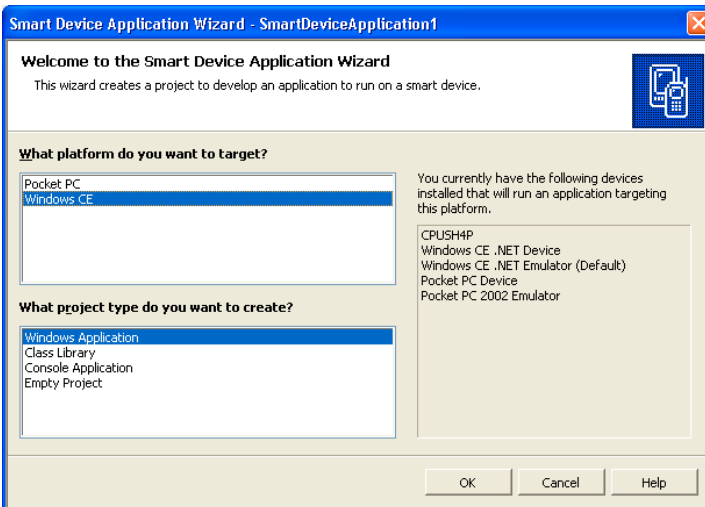 Smart Device Application Wizard - SmartDeviceApplication1
Welcome to the Smart Device Application Wizard
This wizard creates a project to develop an application to run on a smart device.
What platform do you want to target?
Pocket PC
Windows CE
You currently have the following devices
installed that will run an application targeting
this platform.
CPUSH4P
Windows CE .NET Device
Windows CE .NET Emulator (Default)
Pocket PC Device
Pocket PC 2002 Emulator
What project type do you want to create?
Windows Application
Class Library
Console Application
Empty Project
OK
Cancel
Help